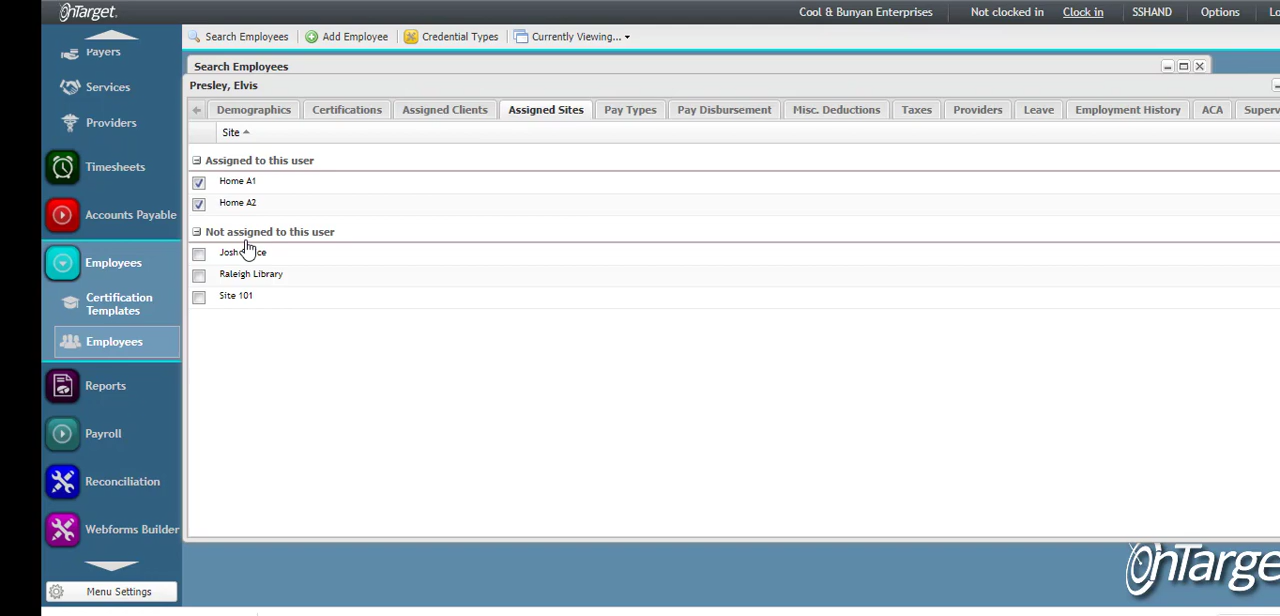 OnTarget
Cool & Bunyan Enterprises Not clocked in Clock in SSHAND Options
Search Employees Add Employee Credential Types Currently Viewing...
Payers
Services
Providers
Timesheets
Accounts Payable
Employees
Certification
Templates
Employees
Reports
Payroll
Reconciliation
Webforms Builder
Menu Settings
Search Employees
Presley, Elvis
Demographics Certifications Assigned Clients Assigned Sites Pay Types Pay Disbursement Misc. Deductions Taxes Providers Leave Employment History ACA
Site
Assigned to this user
Home A1
Home A2
Not assigned to this user
Raleigh Library
Site 101
OnTarget